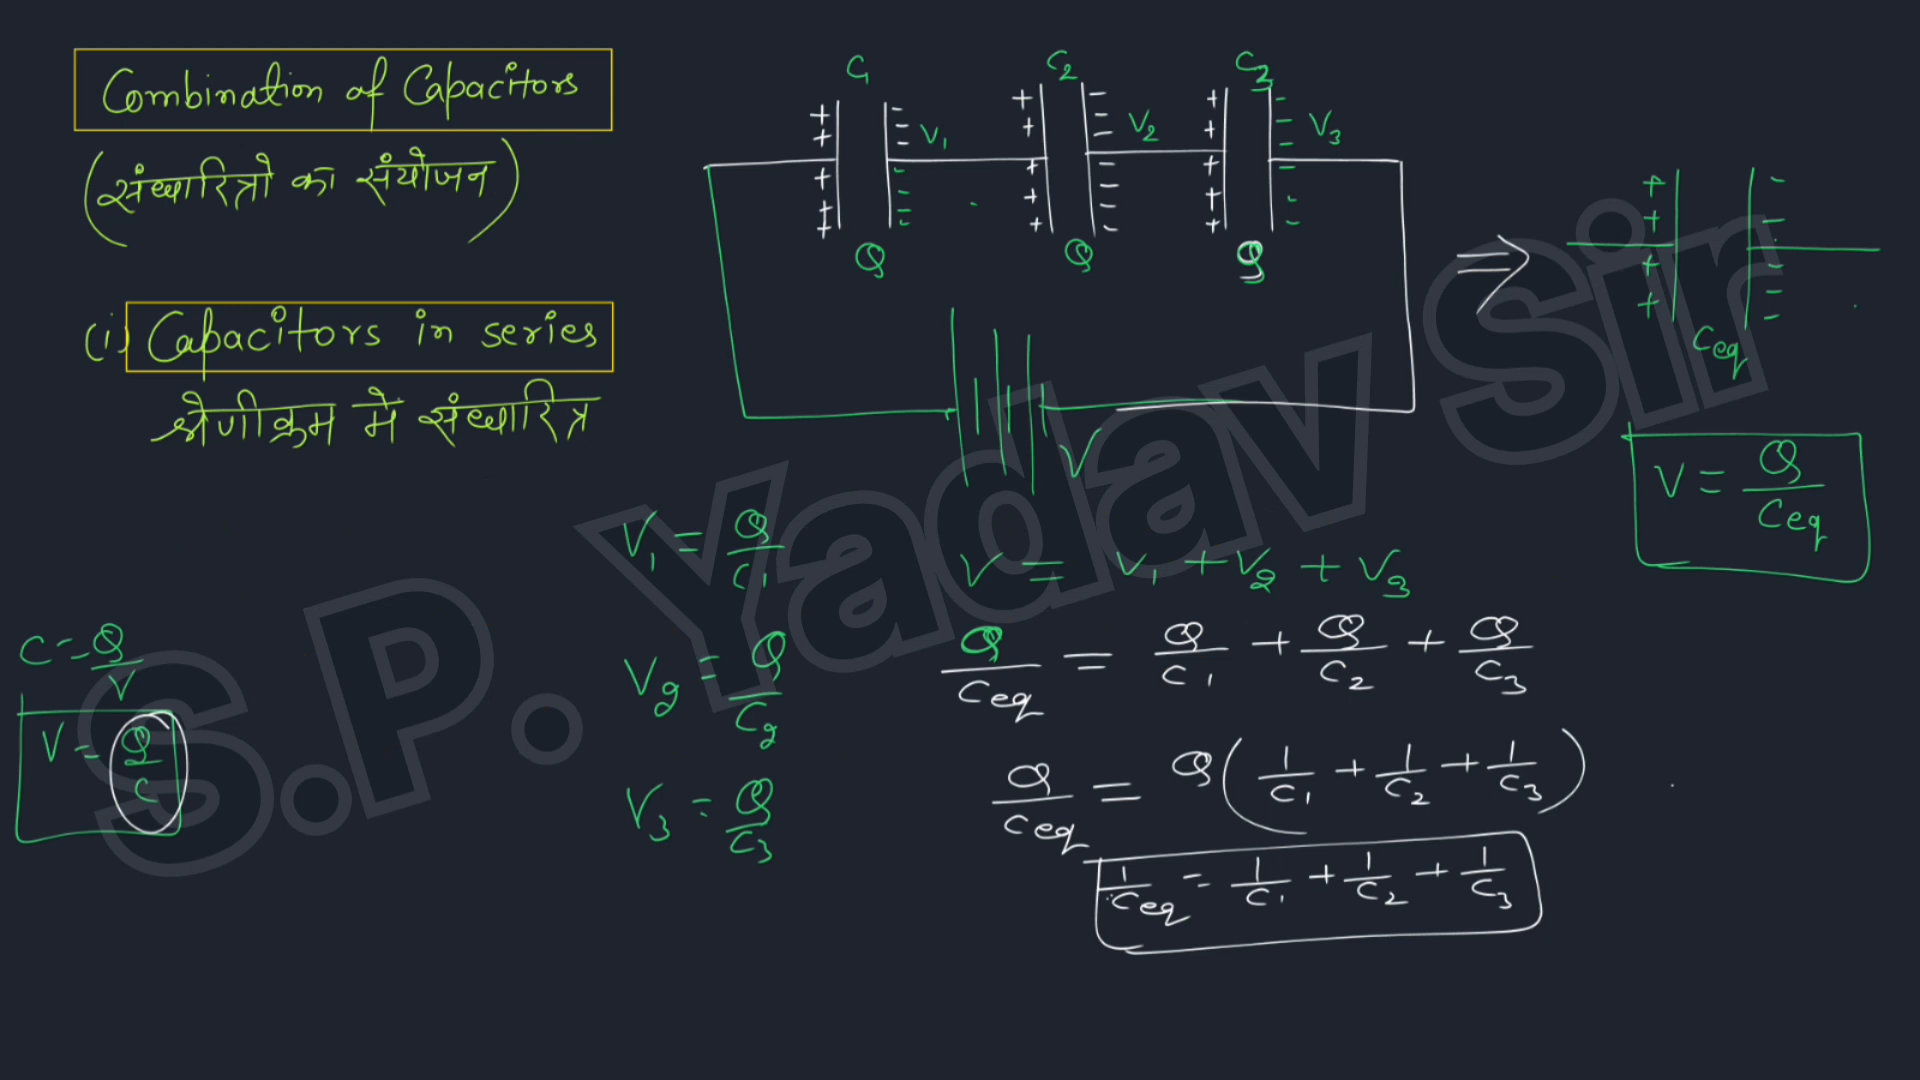 Combination of Capacitors
(संधारित्रो का संयोजन)
(i) Capacitors in series
श्रेणीक्रम में संधारित्र
C1 C2 C3
+ + + + + - - - - - - V1 + + + + + - - - - - - - V2 + + + + + - - - - - - V3
Q Q Q
V
⇒
+ + + + - - - - -
Ceq
V = Q/Ceq
C = Q/V
V = Q/C
V1 = Q/C1
V2 = Q/C2
V3 = Q/C3
V = V1 + V2 + V3
Q/Ceq = Q/C1 + Q/C2 + Q/C3
Q/Ceq = Q(1/C1 + 1/C2 + 1/C3)
1/Ceq = 1/C1 + 1/C2 + 1/C3
S.P. Yadav Sir